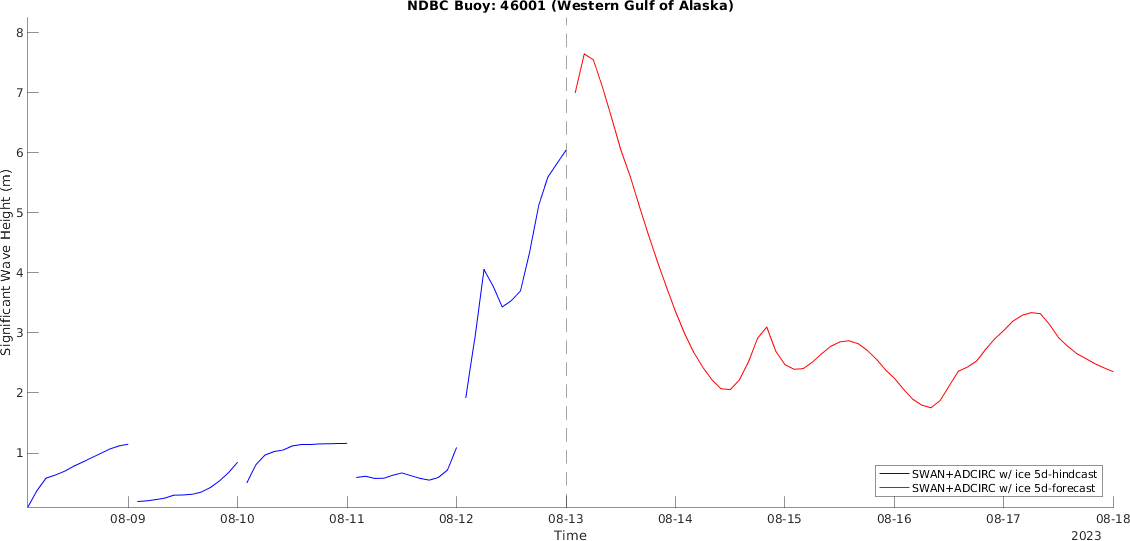 NDBC Buoy: 46001 (Western Gulf of Alaska)
8
7
6
5
4
3
2
1
Significant Wave Height (m)
SWAN+ADCIRC w/ ice 5d-hindcast
SWAN+ADCIRC w/ ice 5d-forecast
08-09 08-10 08-11 08-12 08-13 08-14 08-15 08-16 08-17 08-18
Time
2023